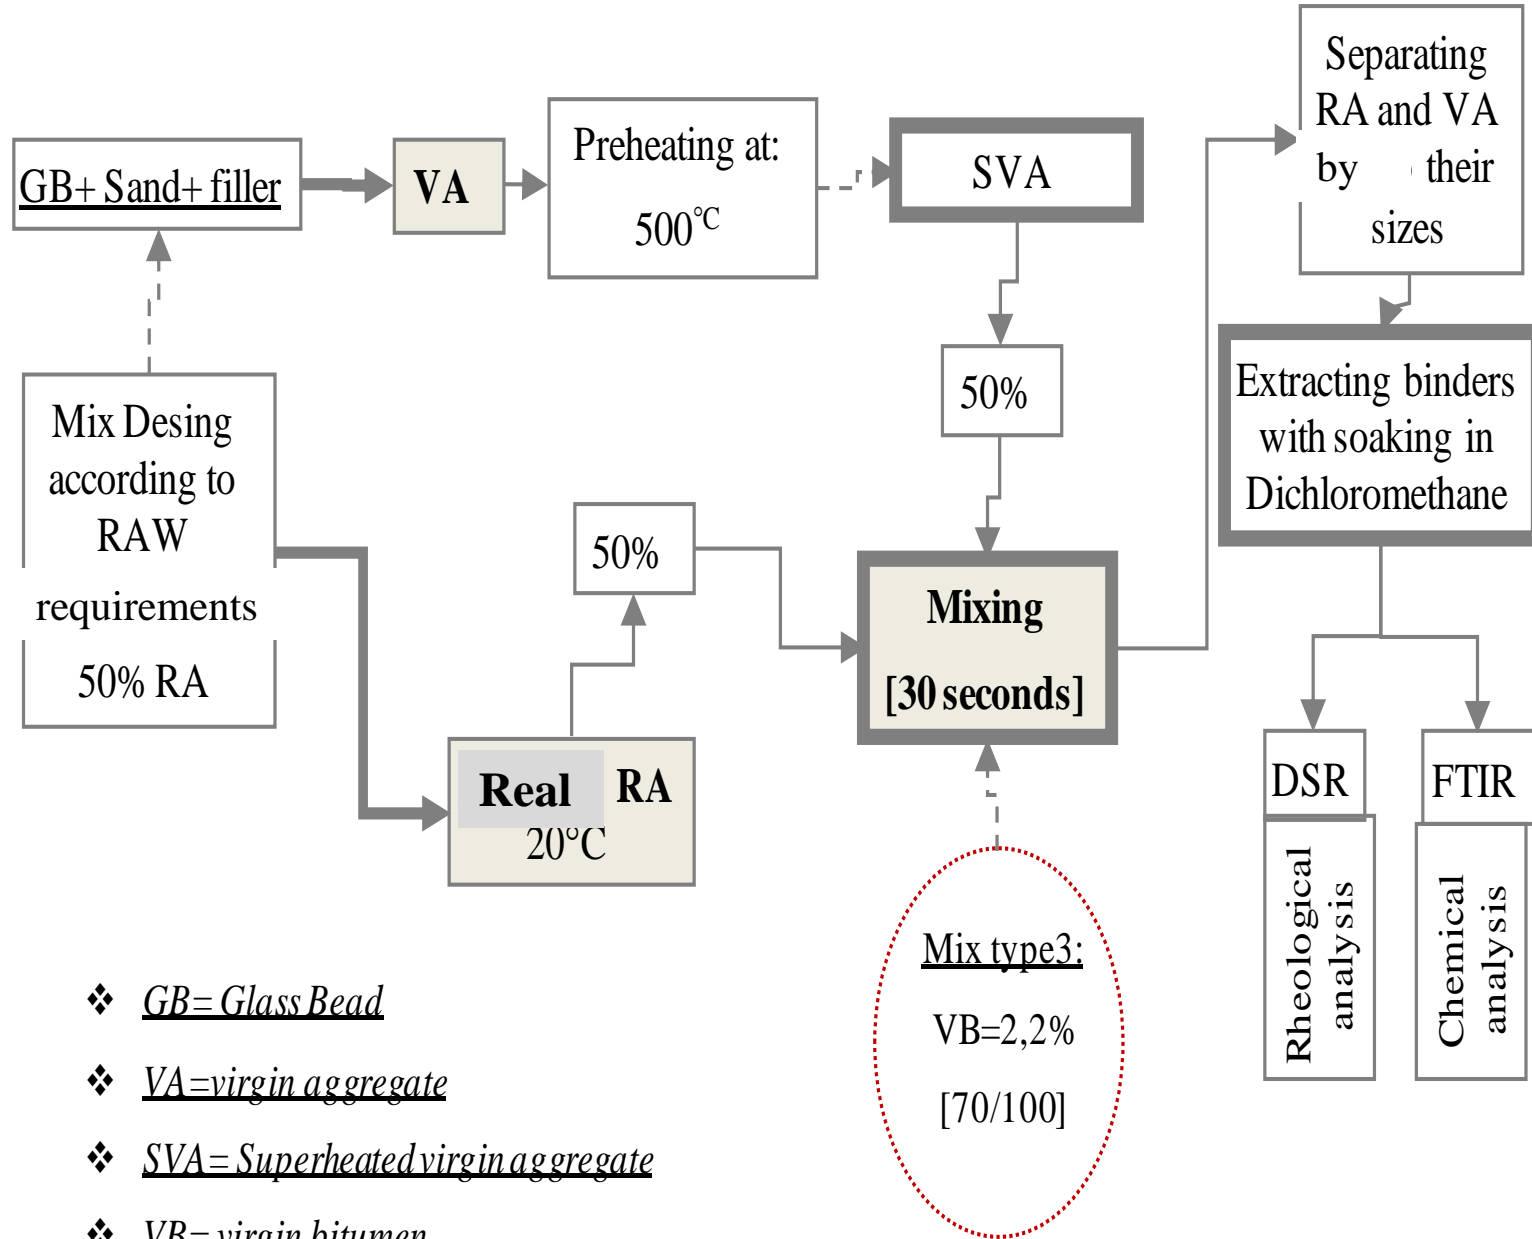 GB+ Sand+ filler
VA
Preheating at:
500°C
SVA
Separating
RA and VA
by their
sizes
50%
Mix Desing
according to
RAW
requirements
50% RA
50%
Real RA
20°C
Mixing
[30 seconds]
Extracting binders
with soaking in
Dichloromethane
DSR
Rheological
analysis
FTIR
Chemical
analysis
Mix type3:
VB=2,2%
[70/100]
❖ GB= Glass Bead
❖ VA=virgin aggregate
❖ SVA= Superheated virgin aggregate
❖ VB= virgin bitumen